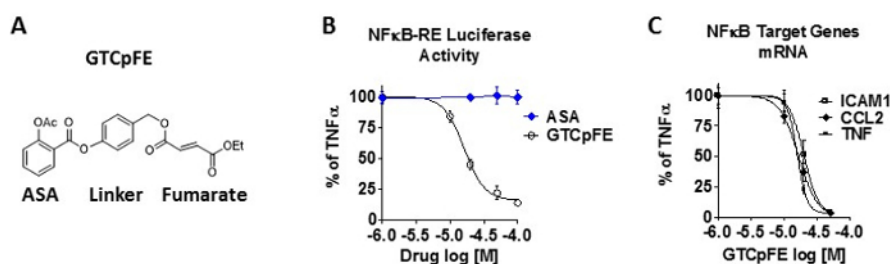 A
GTCpFE
OAc
O
O
O
O
O
OEt
O
ASA Linker Fumarate
B
NFκB-RE Luciferase
Activity
% of TNFα
100
75
50
25
0
-6.0 -5.5 -5.0 -4.5 -4.0
Drug log [M]
ASA
GTCpFE
C
NFκB Target Genes
mRNA
% of TNFα
100
75
50
25
0
-6.0 -5.5 -5.0 -4.5 -4.0
GTCpFE log [M]
ICAM1
CCL2
TNF